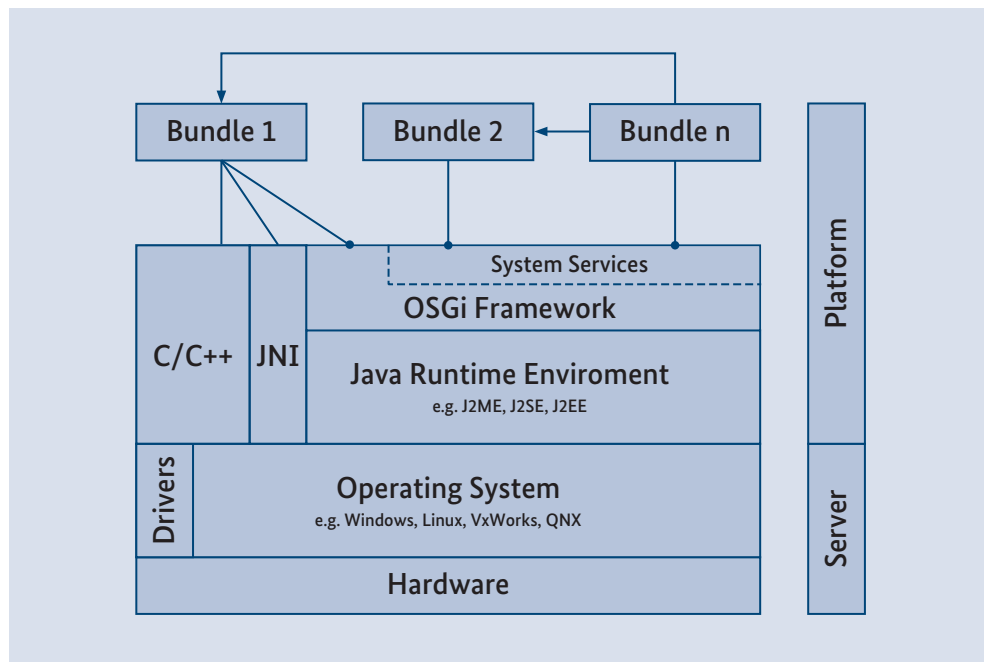 Bundle 1
Bundle 2
Bundle n
System Services
OSGi Framework
C/C++
JNI
Java Runtime Enviroment
e.g. J2ME, J2SE, J2EE
Drivers
Operating System
e.g. Windows, Linux, VxWorks, QNX
Hardware
Platform
Server